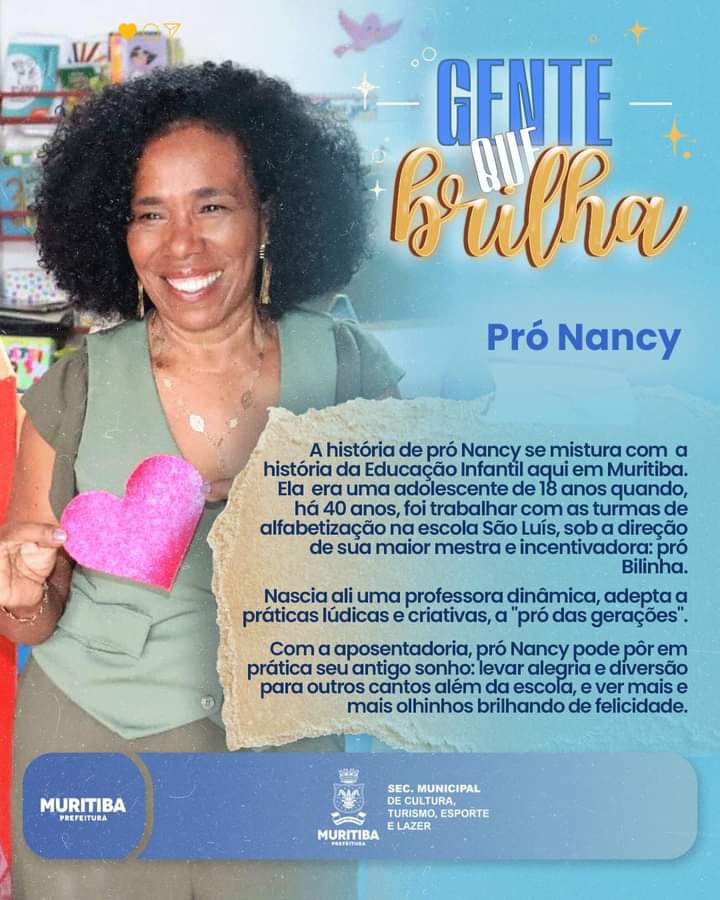 GENTE
QUE
brilha
Pró Nancy
A história de pró Nancy se mistura com a
história da Educação Infantil aqui em Muritiba.
Ela era uma adolescente de 18 anos quando,
há 40 anos, foi trabalhar com as turmas de
alfabetização na escola São Luís, sob a direção
de sua maior mestra e incentivadora: pró
Bilinha.
Nascia ali uma professora dinâmica, adepta a
práticas lúdicas e criativas, a "pró das gerações".
Com a aposentadoria, pró Nancy pode pôr em
prática seu antigo sonho: levar alegria e diversão
para outros cantos além da escola, e ver mais e
mais olhinhos brilhando de felicidade.
MURITIBA
PREFEITURA
MURITIBA
PREFEITURA
SEC. MUNICIPAL
DE CULTURA,
TURISMO, ESPORTE
E LAZER